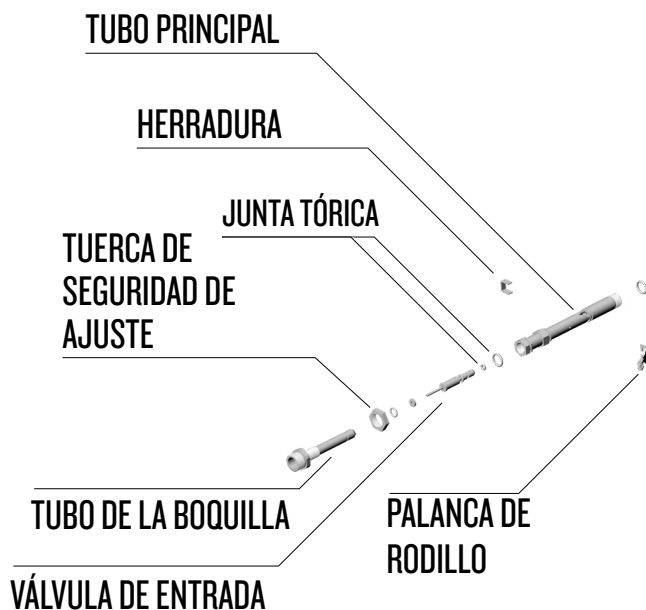 TUBO PRINCIPAL
HERRADURA
JUNTA TÓRICA
TUERCA DE
SEGURIDAD DE
AJUSTE
TUBO DE LA BOQUILLA
PALANCA DE
RODILLO
VÁLVULA DE ENTRADA